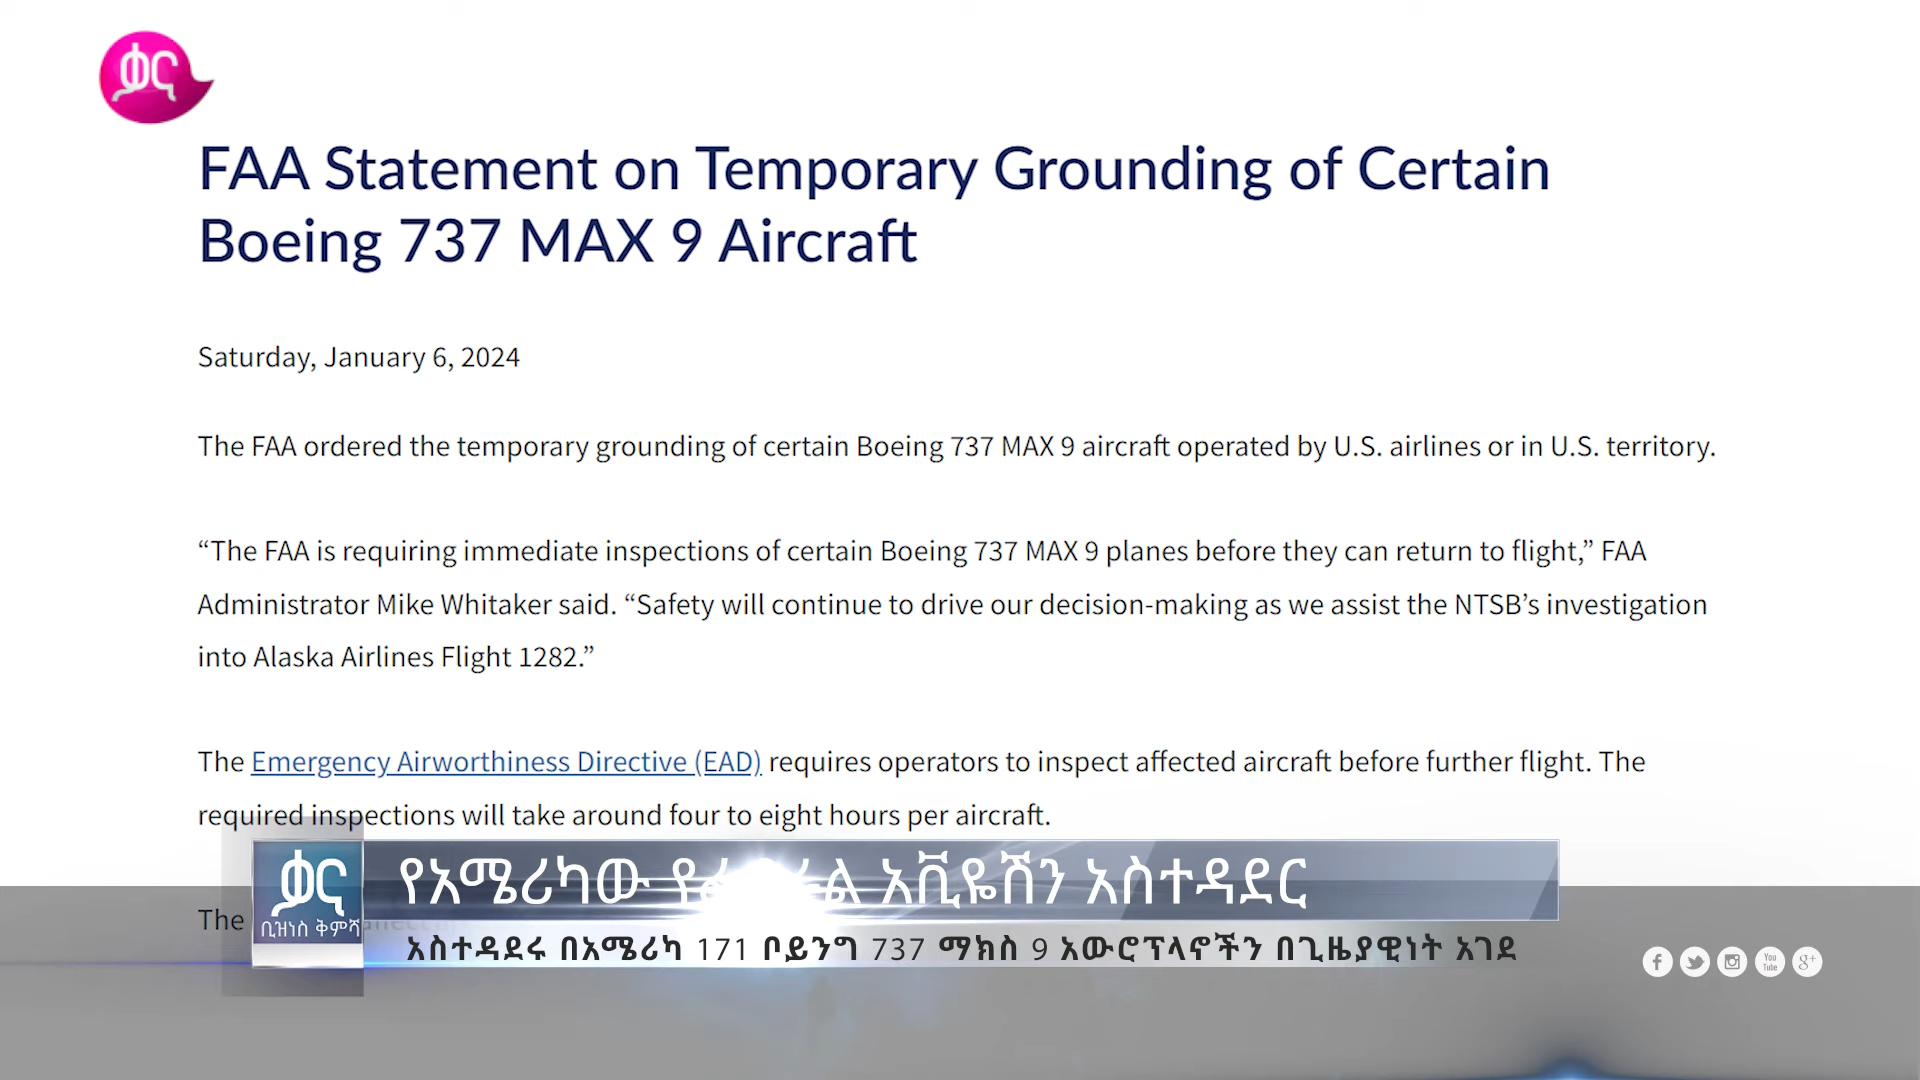 ቃና
FAA Statement on Temporary Grounding of Certain
Boeing 737 MAX 9 Aircraft
Saturday, January 6, 2024
The FAA ordered the temporary grounding of certain Boeing 737 MAX 9 aircraft operated by U.S. airlines or in U.S. territory.
“The FAA is requiring immediate inspections of certain Boeing 737 MAX 9 planes before they can return to flight,” FAA
Administrator Mike Whitaker said. “Safety will continue to drive our decision-making as we assist the NTSB’s investigation
into Alaska Airlines Flight 1282.”
The Emergency Airworthiness Directive (EAD) requires operators to inspect affected aircraft before further flight. The
required inspections will take around four to eight hours per aircraft.
The
ቃና
ቢዝነስ ቅምሻ
የአሜሪካው አቪዬሽን አስተዳደር
አስተዳደሩ በአሜሪካ 171 ቦይንግ 737 ማክስ 9 አውሮፕላኖችን በጊዜያዊነት አገደ
You
Tube